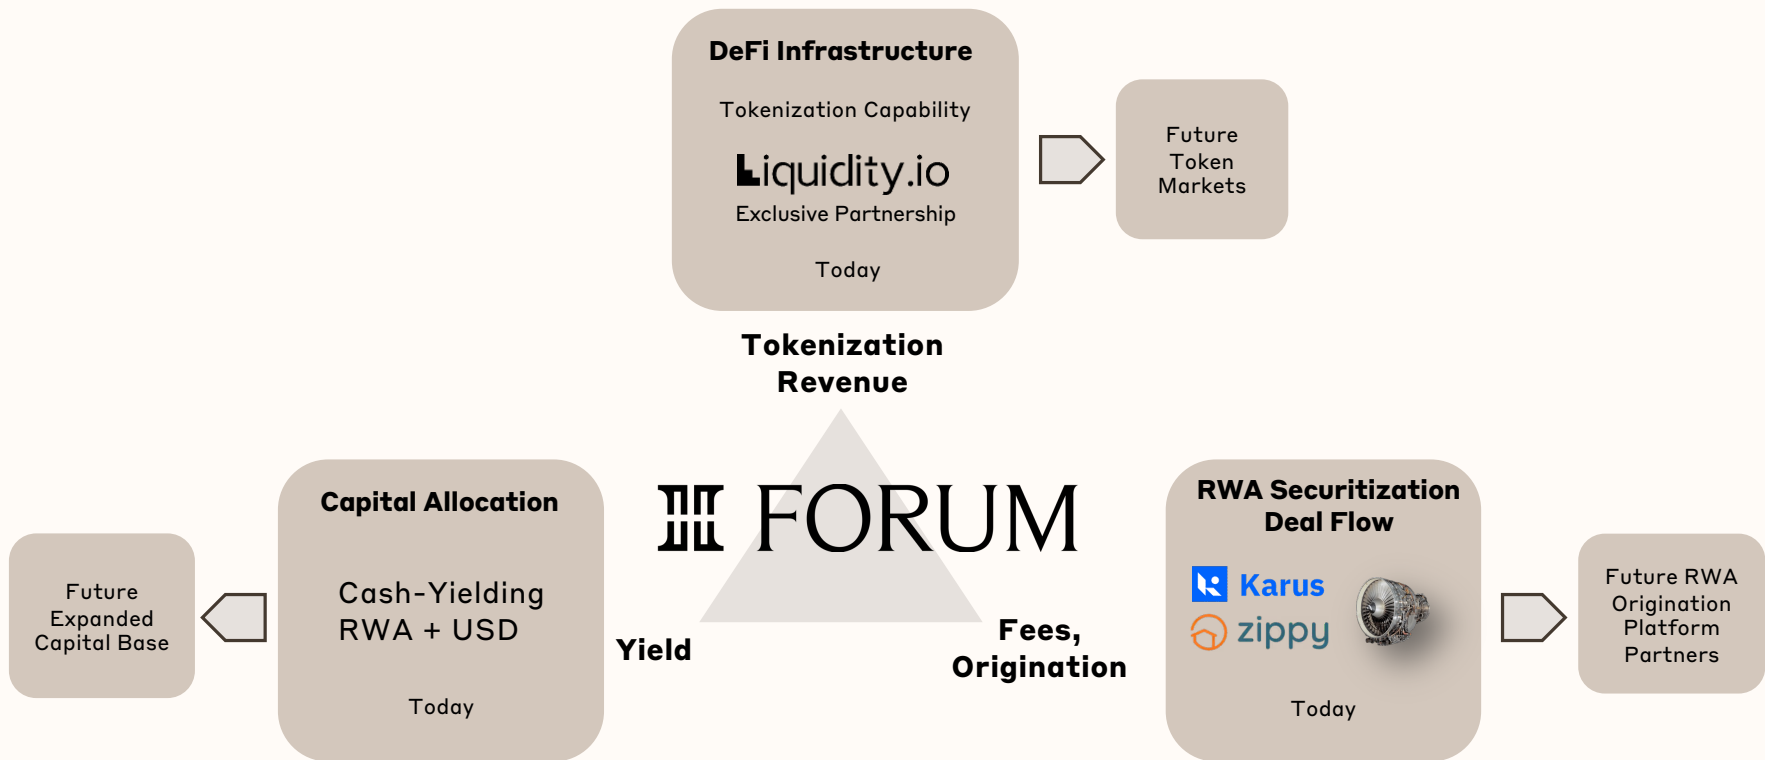 DeFi Infrastructure
Tokenization Capability
Liquidity.io
Exclusive Partnership
Today
Future
Token
Markets
Tokenization
Revenue
FORUM
Capital Allocation
Cash-Yielding
RWA + USD
Today
Future
Expanded
Capital Base
Yield
Fees,
Origination
RWA Securitization
Deal Flow
Karus
zippy
Today
Future RWA
Origination
Platform
Partners